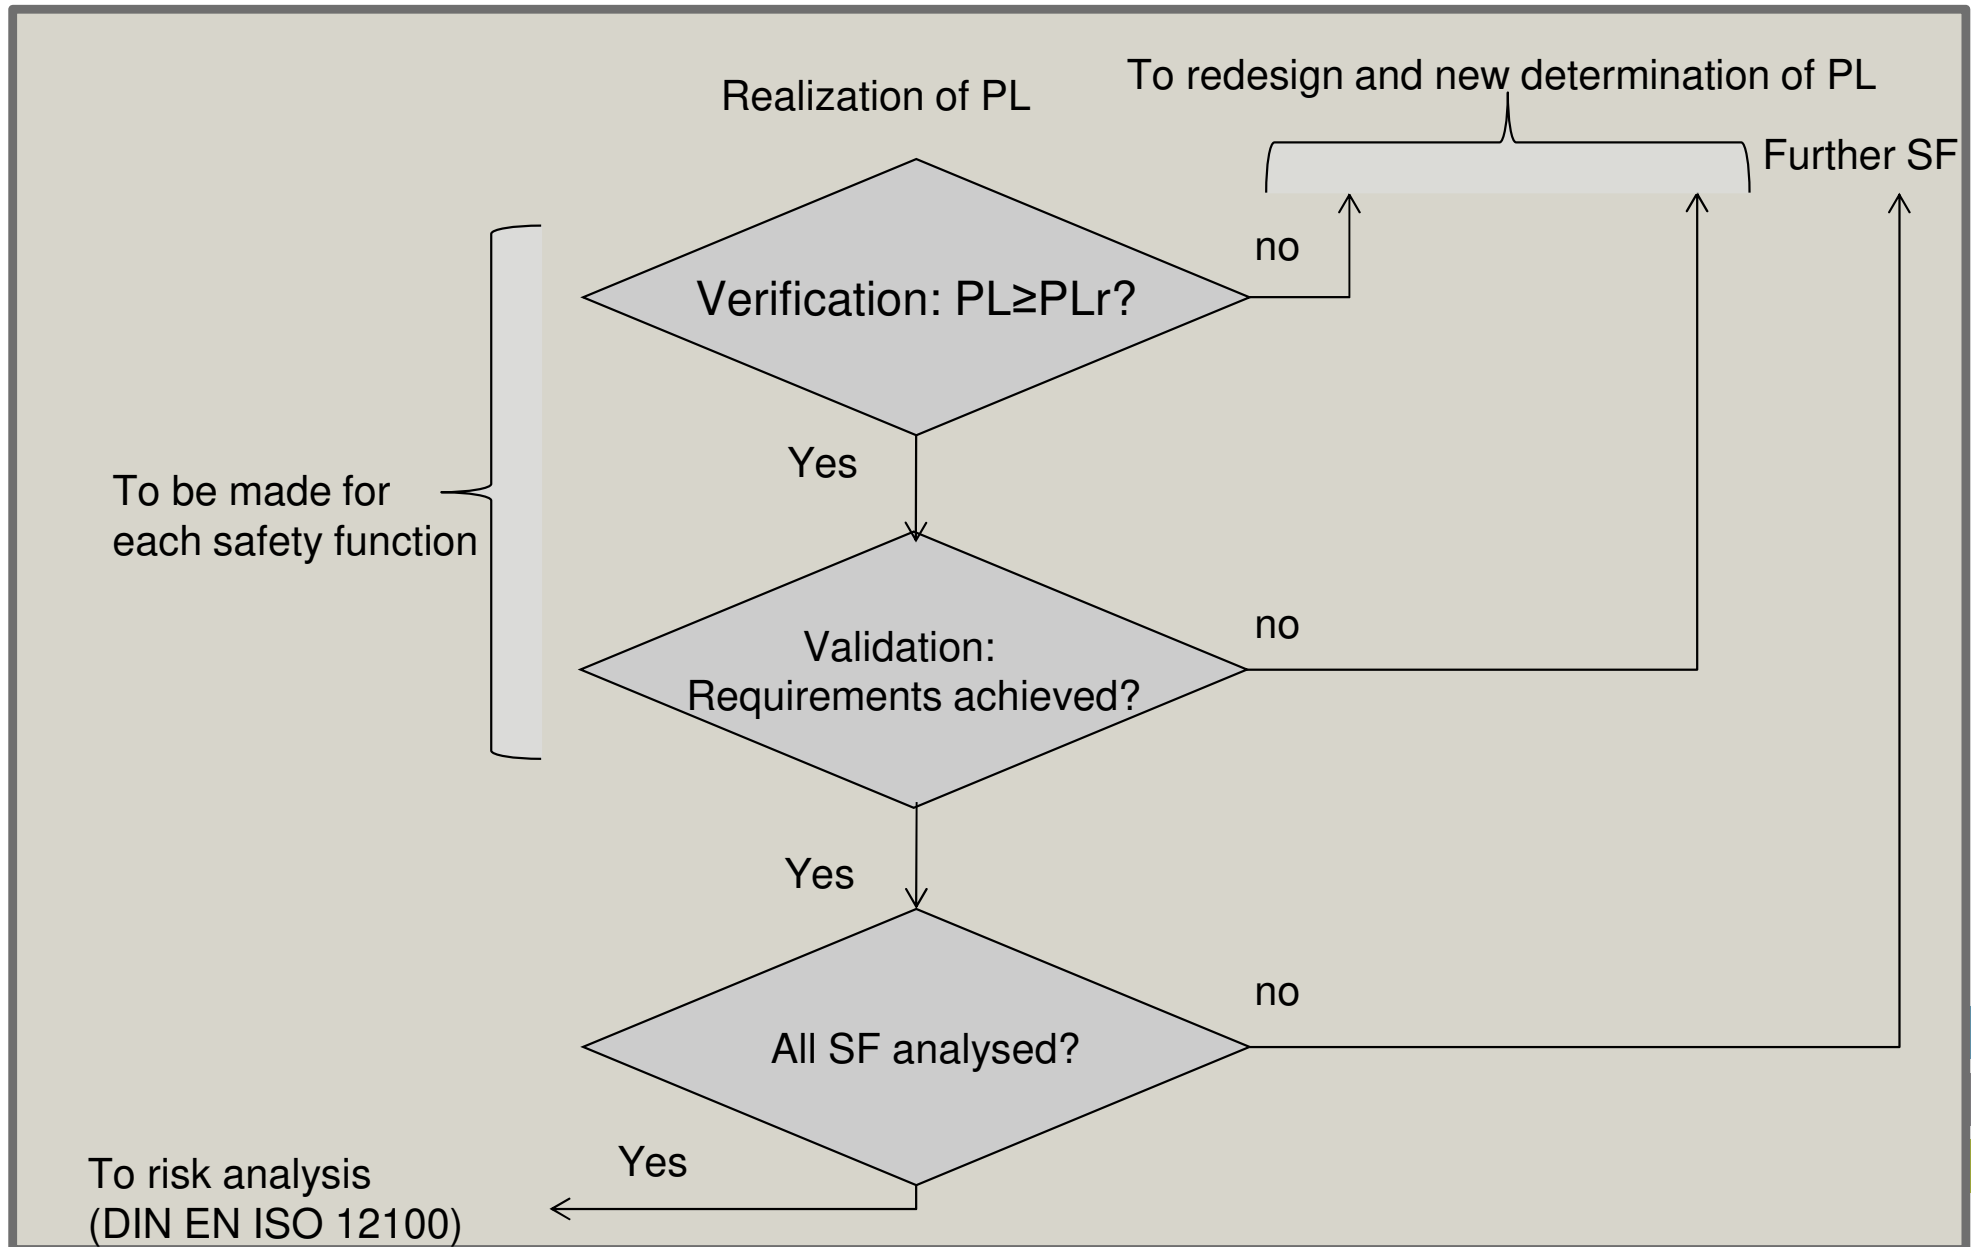 Realization of PL
To redesign and new determination of PL
Further SF
no
Verification: PL≥PLr?
Yes
To be made for
each safety function
no
Validation:
Requirements achieved?
Yes
no
All SF analysed?
Yes
To risk analysis
(DIN EN ISO 12100)